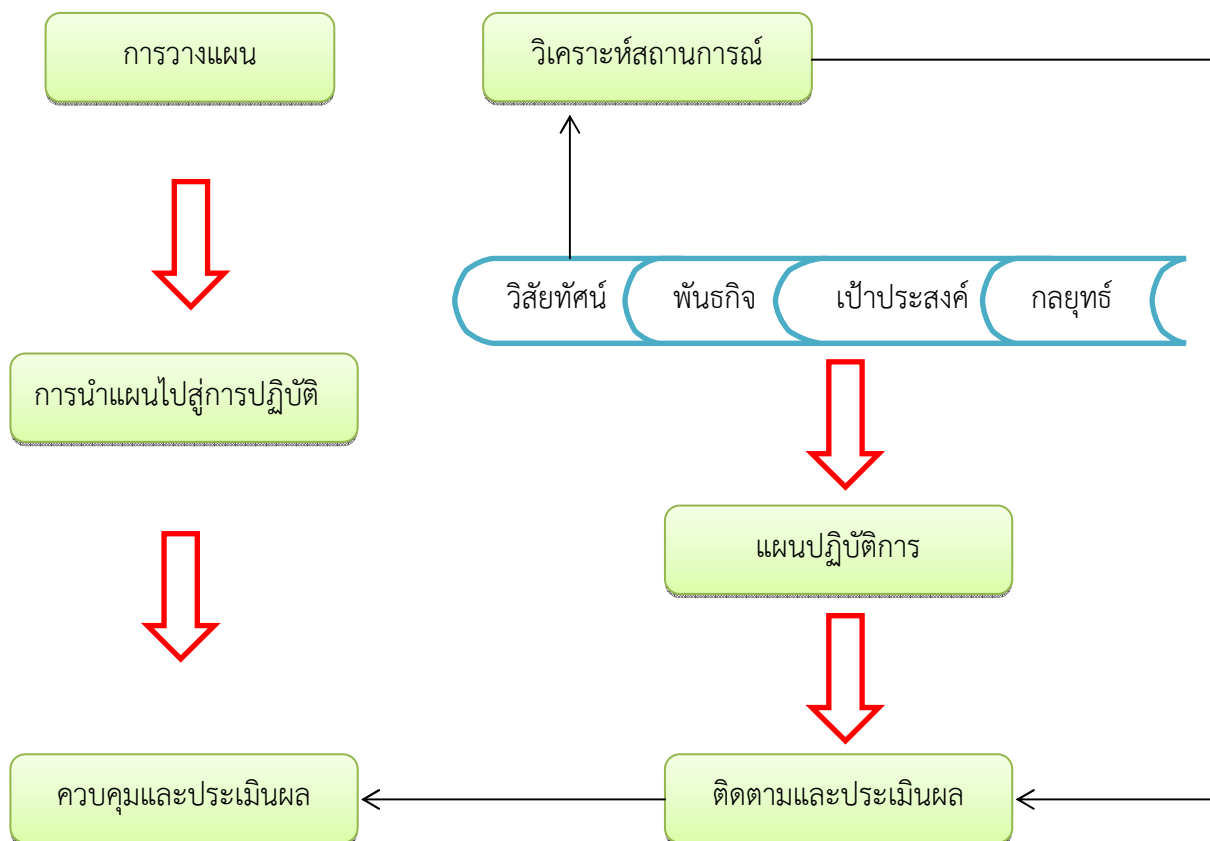 การวางแผน
วิเคราะห์สถานการณ์
วิสัยทัศน์
พันธกิจ
เป้าประสงค์
กลยุทธ์
การนำแผนไปสู่การปฏิบัติ
แผนปฏิบัติการ
ควบคุมและประเมินผล
ติดตามและประเมินผล